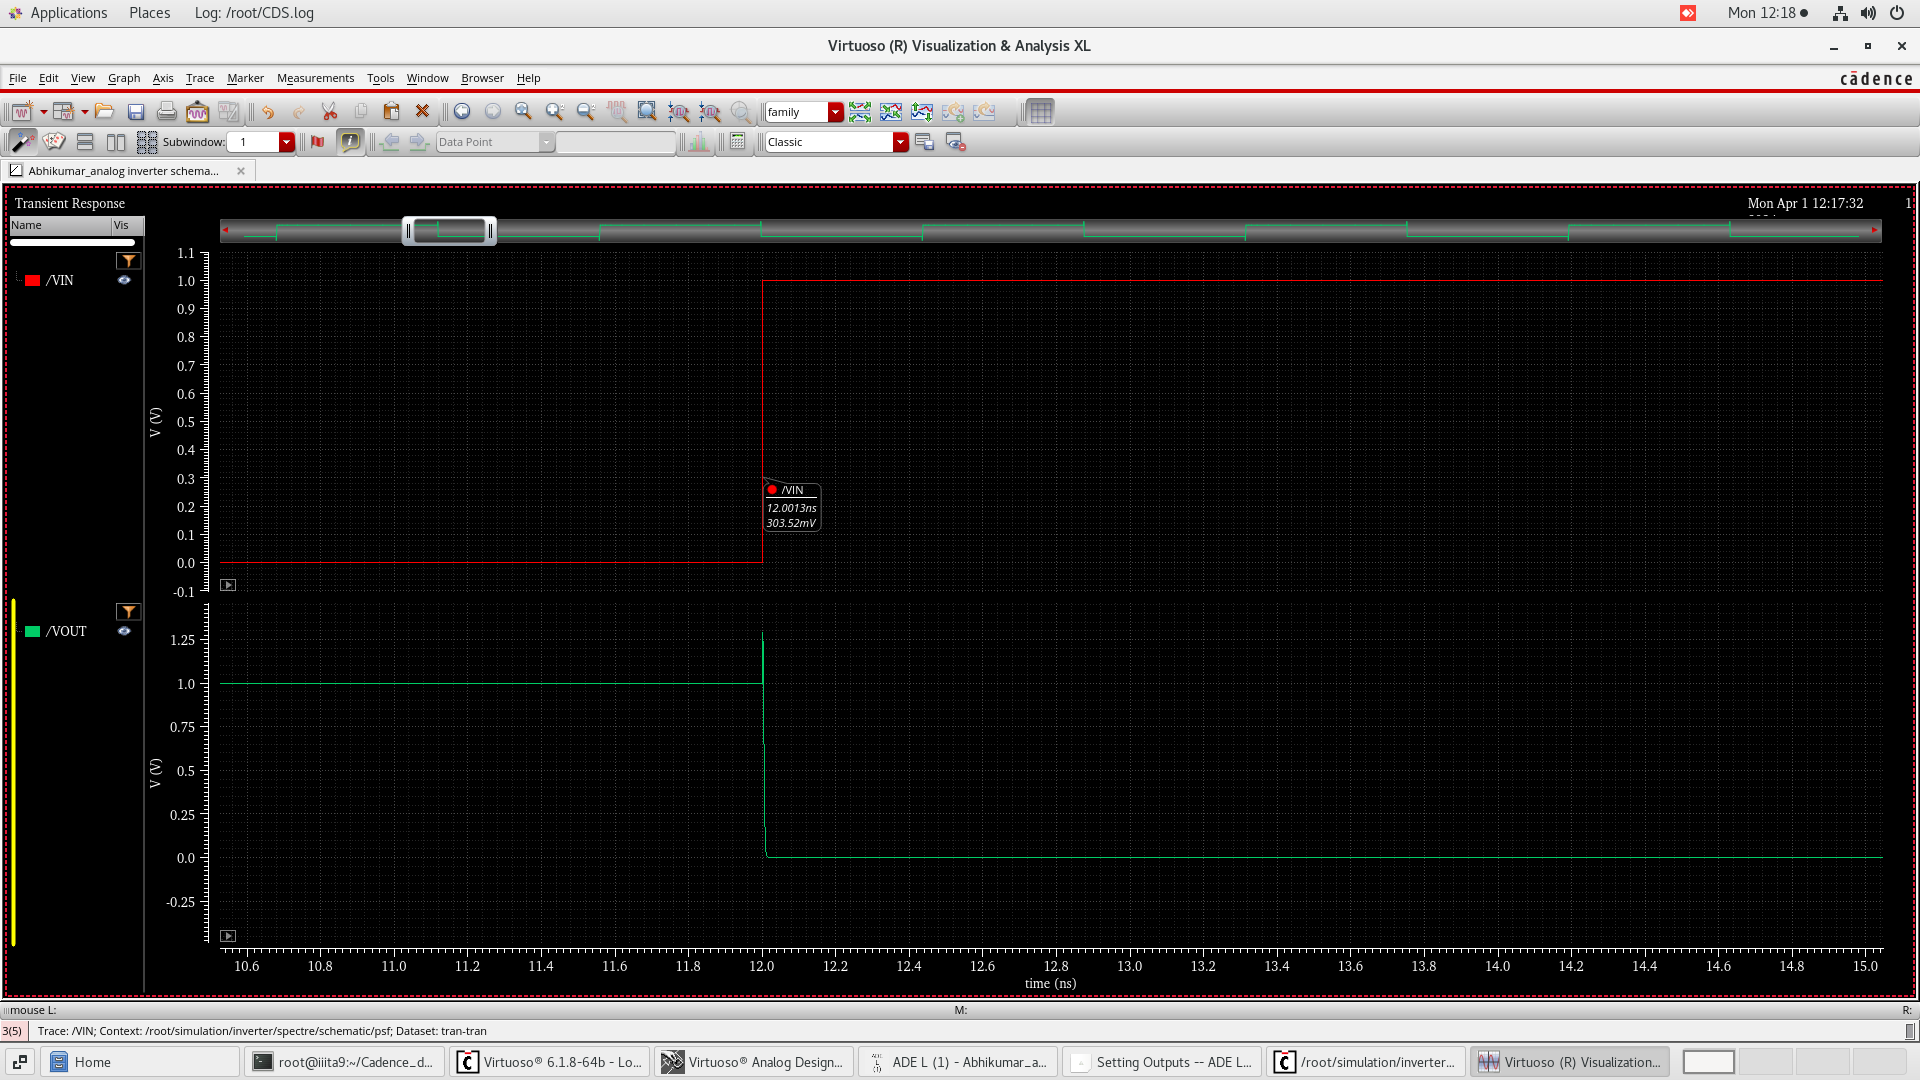 Applications Places Log: /root/CDS.log Mon 12:18
Virtuoso (R) Visualization & Analysis XL
File Edit View Graph Axis Trace Marker Measurements Tools Window Browser Help cādence
family
Subwindow: 1 Data Point Classic
Abhikumar_analog inverter schema...
Transient Response Mon Apr 1 12:17:32 1
Name Vis
/VIN
1.1
1.0
0.9
0.8
0.7
0.6
0.5
0.4
0.3
0.2
0.1
0.0
-0.1
V (V)
/VIN
12.0013ns
303.52mV
/VOUT
1.25
1.0
0.75
0.5
0.25
0.0
-0.25
V (V)
10.6 10.8 11.0 11.2 11.4 11.6 11.8 12.0 12.2 12.4 12.6 12.8 13.0 13.2 13.4 13.6 13.8 14.0 14.2 14.4 14.6 14.8 15.0
time (ns)
mouse L: M: R:
3(5) Trace: /VIN; Context: /root/simulation/inverter/spectre/schematic/psf; Dataset: tran-tran
Home root@iiita9:~/Cadence_d... Virtuoso® 6.1.8-64b - Lo... Virtuoso® Analog Design... ADE L (1) - Abhikumar_a... Setting Outputs -- ADE L... /root/simulation/inverter... Virtuoso (R) Visualization...